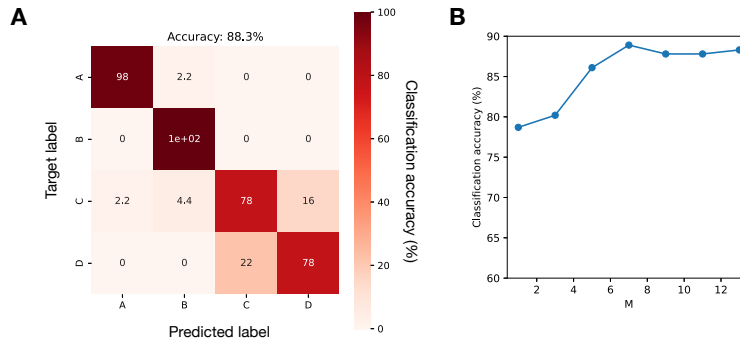 A
Accuracy: 88.3%
A 98 2.2 0 0
B 0 1e+02 0 0
C 2.2 4.4 78 16
D 0 0 22 78
A B C D
Target label
Predicted label
100
80
60
40
20
0
Classification accuracy (%)
B
90
85
80
75
70
65
60
Classification accuracy (%)
2 4 6 8 10 12
M